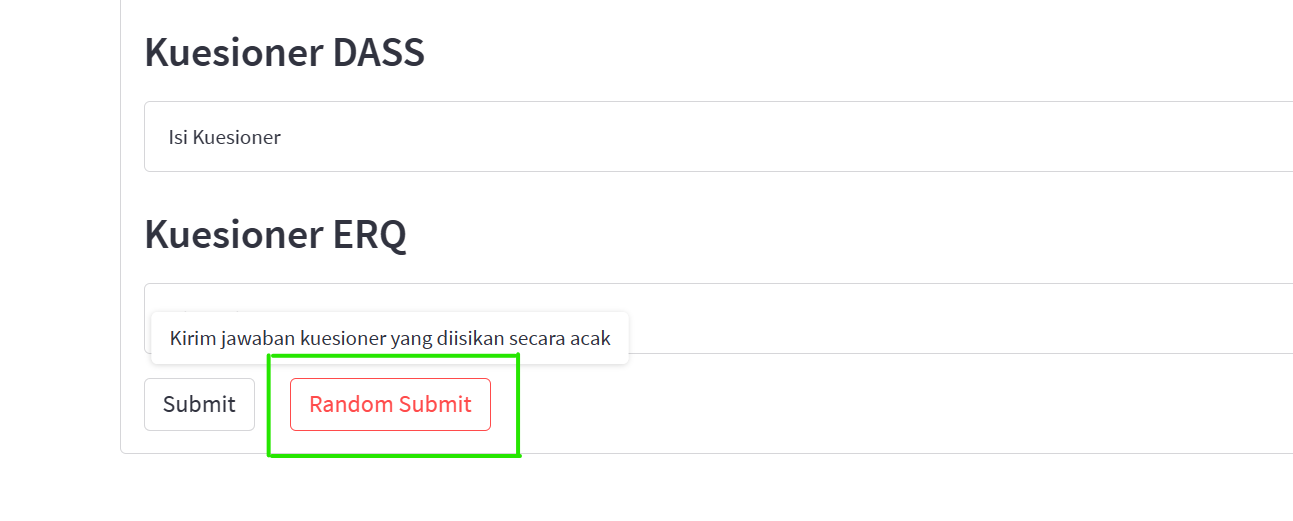 Kuesioner DASS
Isi Kuesioner
Kuesioner ERQ
Kirim jawaban kuesioner yang diisikan secara acak
Submit
Random Submit